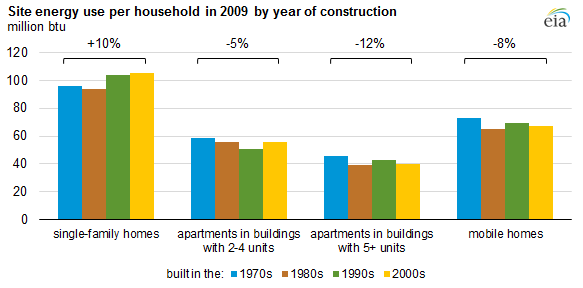 Site energy use per household in 2009 by year of construction
million btu
eia
+10% -5% -12% -8%
120
100
80
60
40
20
0
single-family homes
apartments in buildings with 2-4 units
apartments in buildings with 5+ units
mobile homes
built in the: 1970s 1980s 1990s 2000s